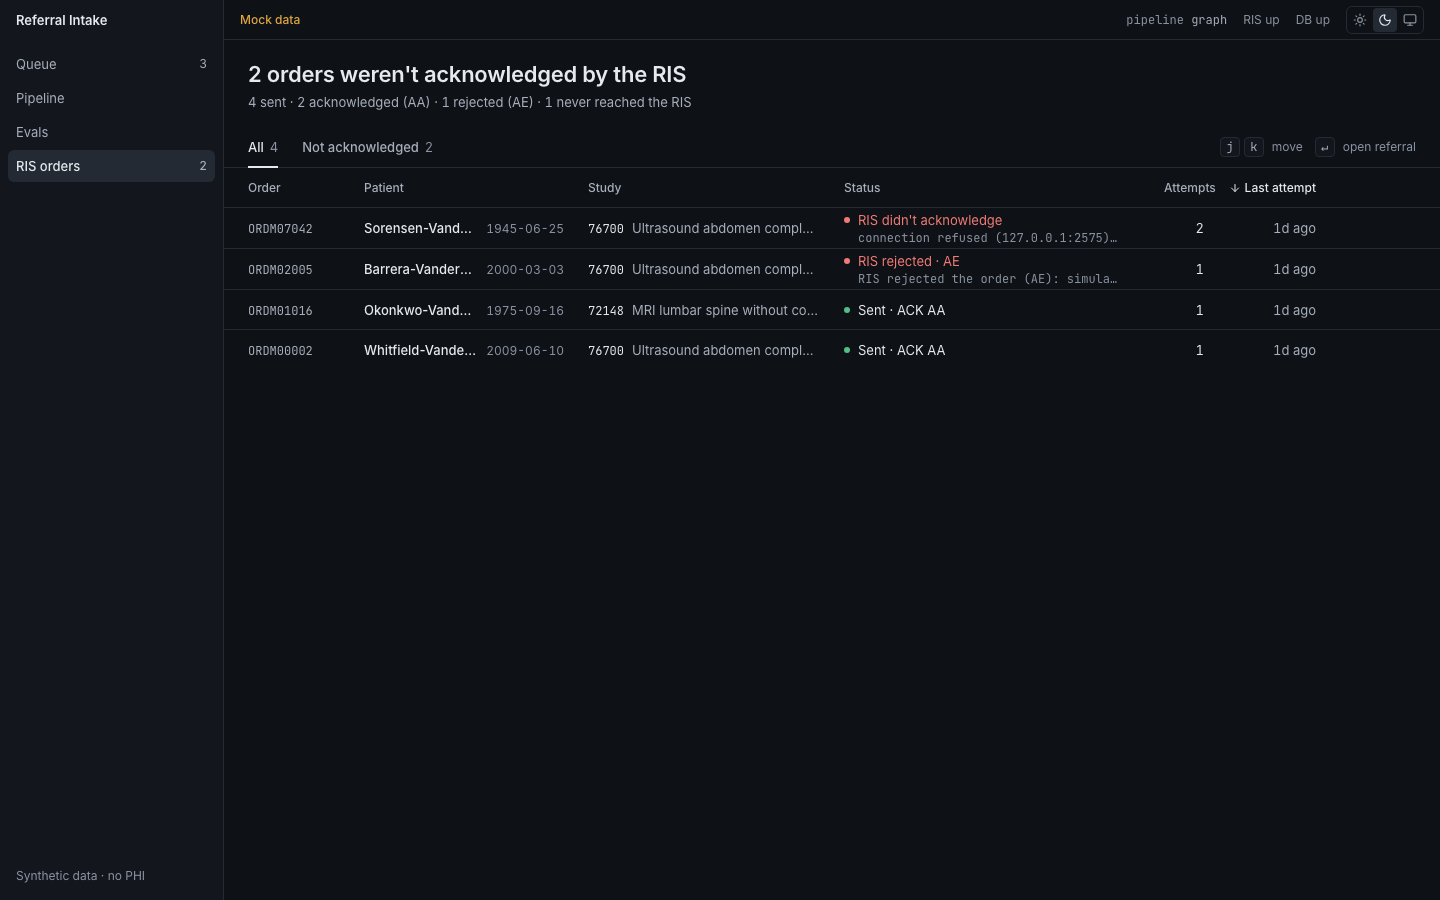 Referral Intake
Mock data
pipeline graph
RIS up
DB up
Queue 3
Pipeline
Evals
RIS orders 2
2 orders weren't acknowledged by the RIS
4 sent · 2 acknowledged (AA) · 1 rejected (AE) · 1 never reached the RIS
All 4
Not acknowledged 2
j k move ↵ open referral
Order Patient Study Status Attempts ↓ Last attempt
ORDM07042 Sorensen-Vand... 1945-06-25 76700 Ultrasound abdomen compl... RIS didn't acknowledge 2 1d ago
connection refused (127.0.0.1:2575)…
ORDM02005 Barrera-Vander... 2000-03-03 76700 Ultrasound abdomen compl... RIS rejected · AE 1 1d ago
RIS rejected the order (AE): simula…
ORDM01016 Okonkwo-Vand... 1975-09-16 72148 MRI lumbar spine without co... Sent · ACK AA 1 1d ago
ORDM00002 Whitfield-Vande... 2009-06-10 76700 Ultrasound abdomen compl... Sent · ACK AA 1 1d ago
Synthetic data · no PHI